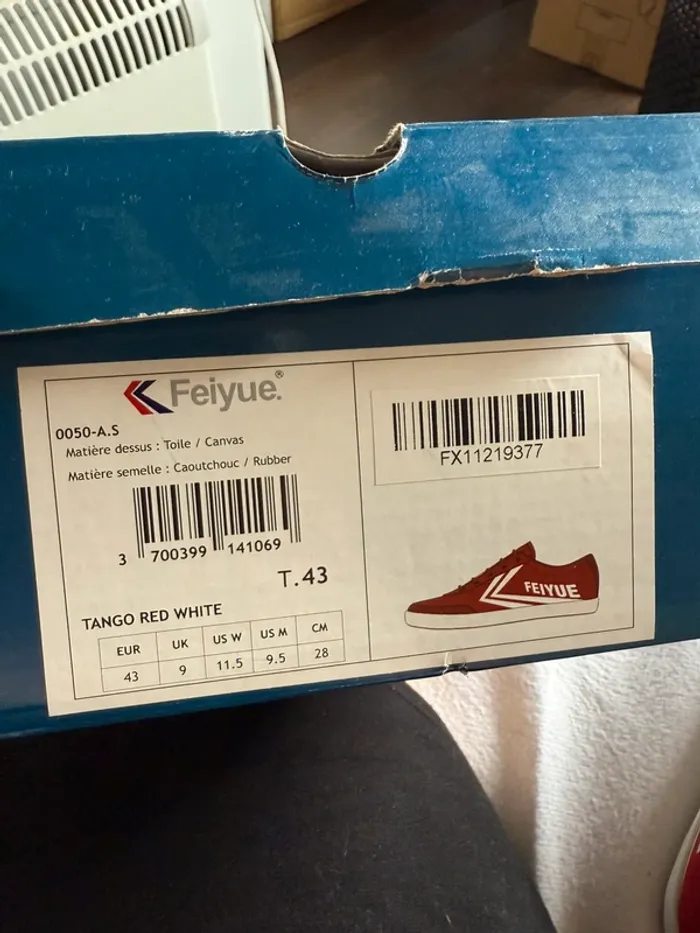 Feiyue.®
0050-A.S
Matière dessus : Toile / Canvas
Matière semelle : Caoutchouc / Rubber
3 700399 141069
T.43
TANGO RED WHITE
EUR UK US W US M CM
43 9 11.5 9.5 28
FX11219377
FEIYUE